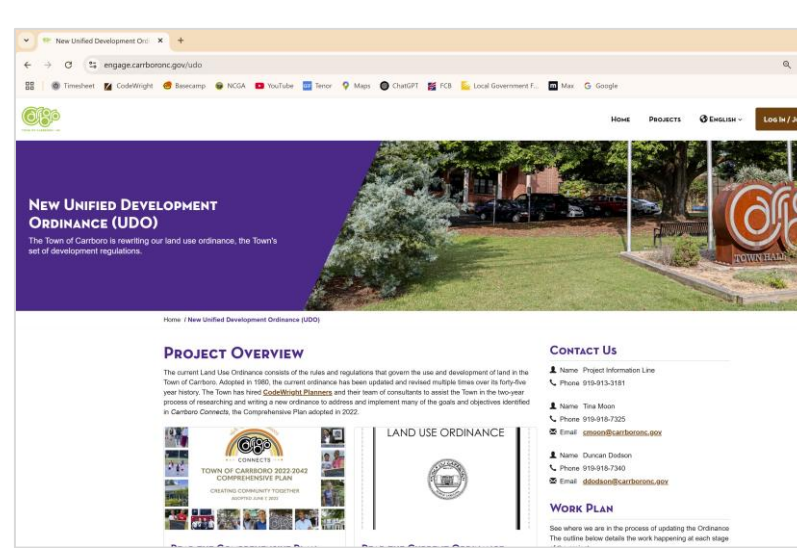 New Unified Development Ord
engage.carrboronc.gov/udo
Timesheet CodeWright Basecamp NCGA YouTube Tenor Maps ChatGPT FCB Local Government F... Max Google
HOME PROJECTS ENGLISH LOG IN / J
NEW UNIFIED DEVELOPMENT
ORDINANCE (UDO)
The Town of Carrboro is rewriting our land use ordinance, the Town's
set of development regulations.
TOWN HALL
Home / New Unified Development Ordinance (UDO)
PROJECT OVERVIEW
The current Land Use Ordinance consists of the rules and regulations that govern the use and development of land in the
Town of Carrboro. Adopted in 1980, the current ordinance has been updated and revised multiple times over its forty-five
year history. The Town has hired CodeWright Planners and their team of consultants to assist the Town in the two-year
process of researching and writing a new ordinance to address and implement many of the goals and objectives identified
in Carrboro Connects, the Comprehensive Plan adopted in 2022.
CONNECTS
TOWN OF CARRBORO 2022-2042
COMPREHENSIVE PLAN
CREATING COMMUNITY TOGETHER
ADOPTED JUNE 7, 2022
LAND USE ORDINANCE
CONTACT US
Name Project Information Line
Phone 919-913-3181
Name Tina Moon
Phone 919-918-7325
Email cmoon@carrboronc.gov
Name Duncan Dodson
Phone 919-918-7340
Email ddodson@carrboronc.gov
WORK PLAN
See where we are in the process of updating the Ordinance
The outline below details the work happening at each stage